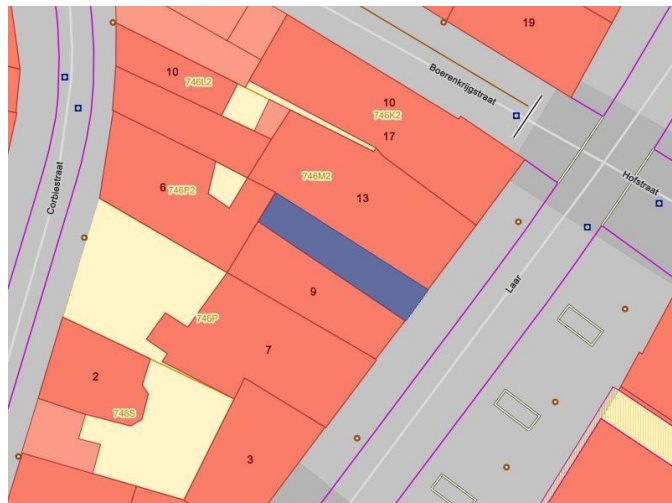 19
Boerenkrijgstraat
10
746L2
10
746K2
17
Hofstraat
Corbiestraat
6
746P2
746M2
13
9
Laar
746P
7
2
748S
3